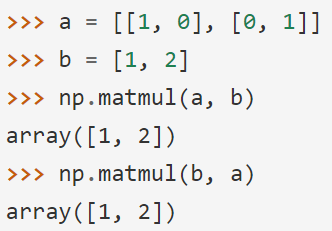 >>> a = [[1, 0], [0, 1]]
>>> b = [1, 2]
>>> np.matmul(a, b)
array([1, 2])
>>> np.matmul(b, a)
array([1, 2])